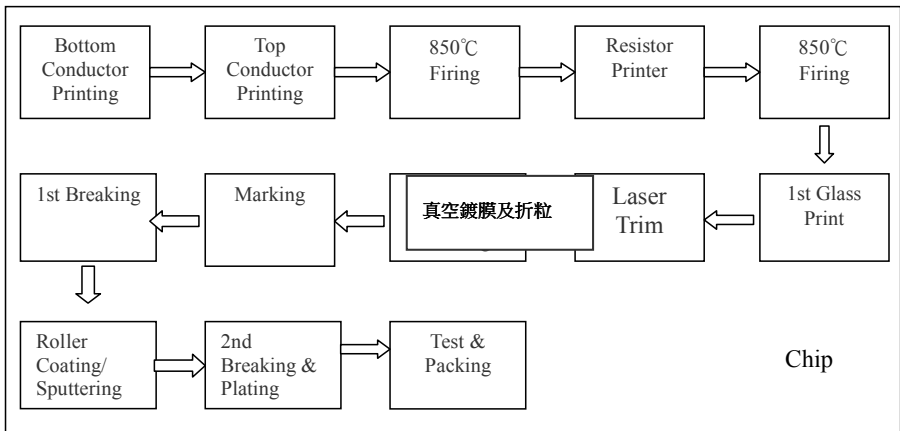 Bottom
Conductor
Printing
Top
Conductor
Printing
850℃
Firing
Resistor
Printer
850℃
Firing
1st Glass
Print
Laser
Trim
真空鍍膜及折粒
Marking
1st Breaking
Roller
Coating/
Sputtering
2nd
Breaking &
Plating
Test &
Packing
Chip